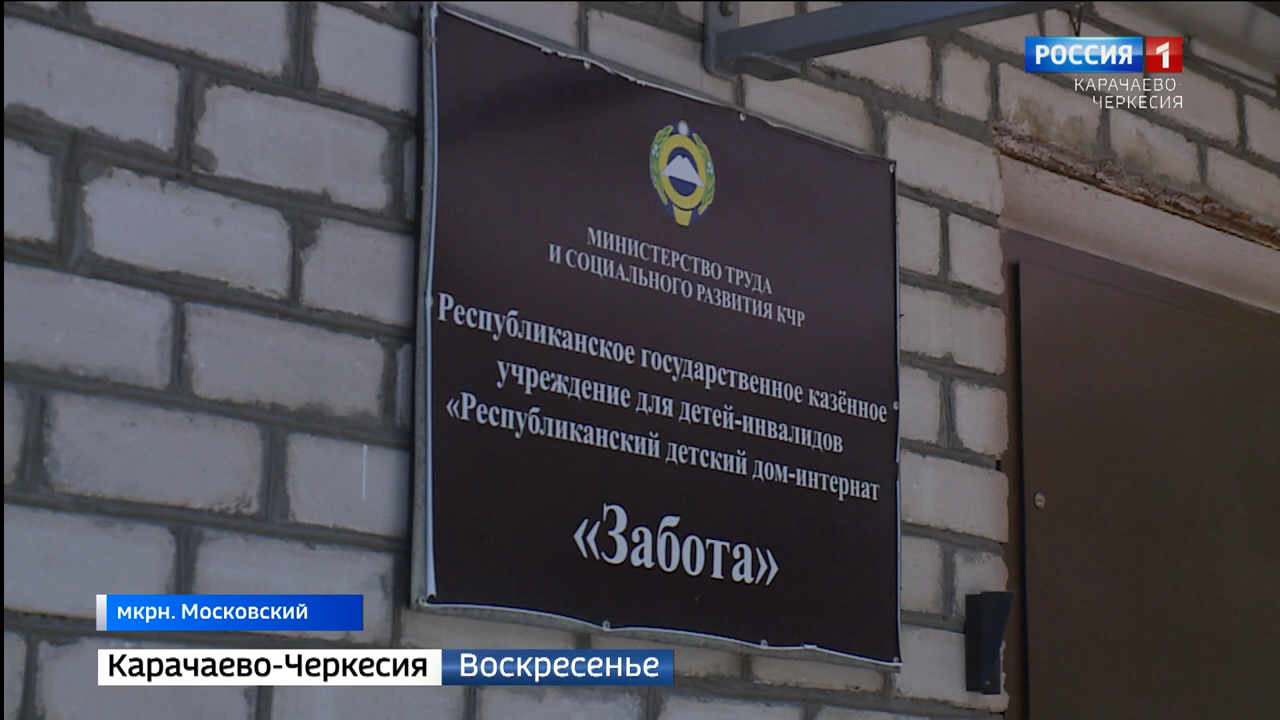 РОССИЯ 1
КАРАЧАЕВО-
ЧЕРКЕСИЯ
МИНИСТЕРСТВО ТРУДА
И СОЦИАЛЬНОГО РАЗВИТИЯ КЧР
Республиканское государственное казённое
учреждение для детей-инвалидов
«Республиканский детский дом-интернат
«Забота»
мкрн. Московский
Карачаево-Черкесия Воскресенье